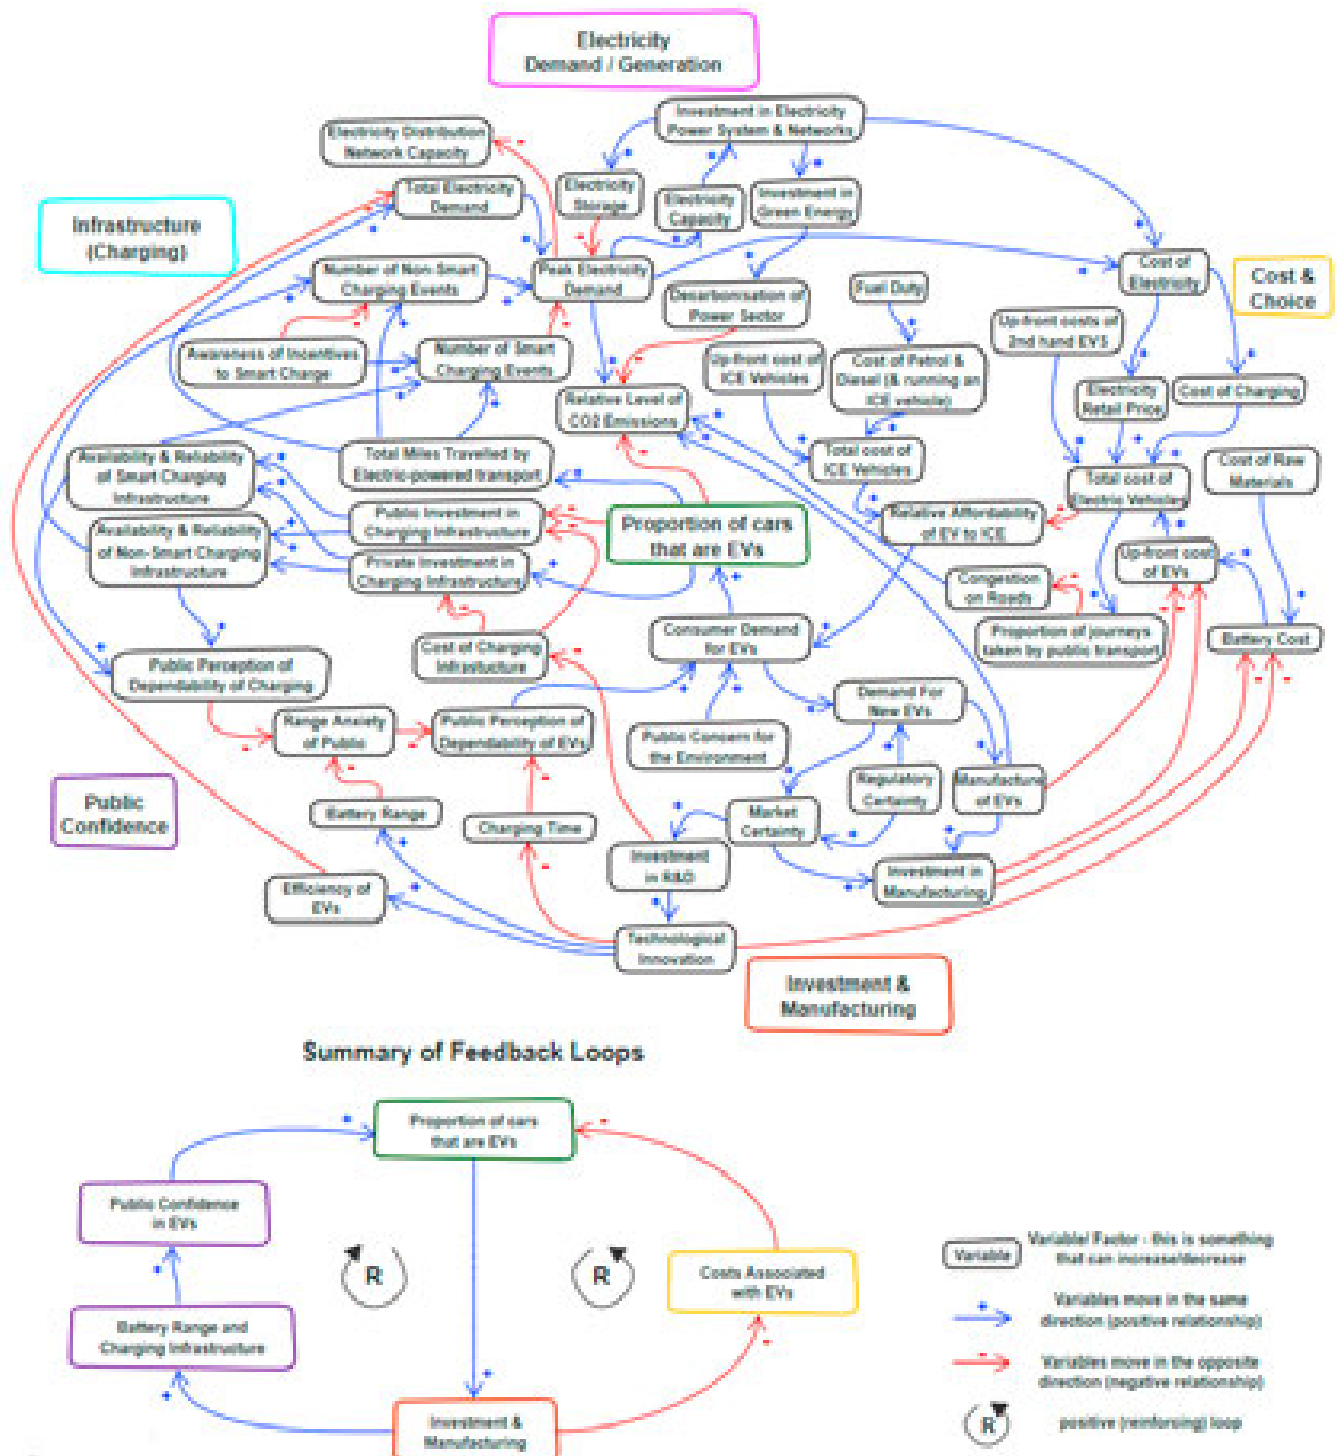 Electricity
Demand / Generation
Investment in Electricity
Power System & Networks
Electricity Distribution
Network Capacity
Total Electricity
Demand
Electricity
Storage
Electricity
Capacity
Investment in
Green Energy
Infrastructure
(Charging)
Number of Non-Smart
Charging Events
Peak Electricity
Demand
Decarbonisation of
Power Sector
Fuel Duty
Cost of
Electricity
Cost &
Choice
Awareness of Incentives
to Smart Charge
Number of Smart
Charging Events
Up-front cost of
ICE Vehicles
Cost of Petrol &
Diesel (& running an
ICE vehicle)
Up-front costs of
2nd hand EVS
Relative Level of
CO2 Emissions
Electricity
Retail Price
Cost of Charging
Availability & Reliability
of Smart Charging
Infrastructure
Total Miles Travelled by
Electric-powered transport
Total cost of
ICE Vehicles
Total cost of
Electric Vehicles
Cost of Raw
Materials
Public Investment in
Charging Infrastructure
Proportion of cars
that are EVs
Relative Affordability
of EV to ICE
Availability & Reliability
of Non-Smart Charging
Infrastructure
Private Investment in
Charging Infrastructure
Congestion
on Roads
Up-front cost
of EVs
Cost of Charging
Infrastucture
Consumer Demand
for EVs
Proportion of journeys
taken by public transport
Battery Cost
Public Perception of
Dependability of Charging
Range Anxiety
of Public
Public Perception of
Dependability of EVs
Public Concern for
the Environment
Demand For
New EVs
Public
Confidence
Battery Range
Charging Time
Market
Certainty
Regulatory
Certainty
Manufacture
of EVs
Investment
in R&D
Investment in
Manufacturing
Efficiency of
EVs
Technological
Innovation
Investment &
Manufacturing
Summary of Feedback Loops
Proportion of cars
that are EVs
Public Confidence
in EVs
R
R
Costs Associated
with EVs
Battery Range and
Charging Infrastructure
Investment &
Manufacturing
Variable
Variable/ Factor - this is something
that can increase/decrease
Variables move in the same
direction (positive relationship)
Variables move in the opposite
direction (negative relationship)
R
positive (reinforsing) loop